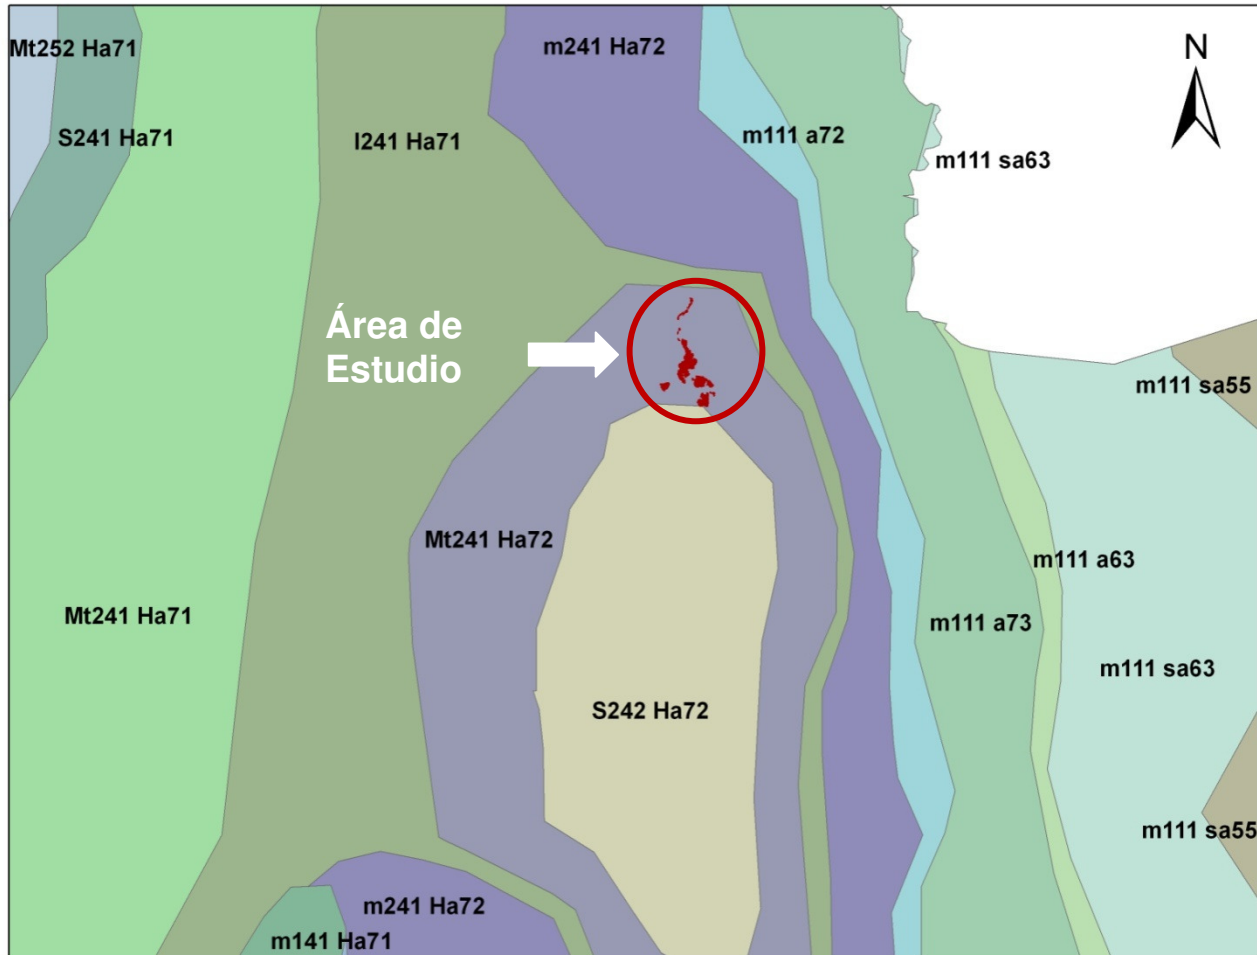 Mt252 Ha71
m241 Ha72
N
S241 Ha71
l241 Ha71
m111 a72
m111 sa63
Área de
Estudio
m111 sa55
Mt241 Ha72
m111 a63
Mt241 Ha71
m111 a73
m111 sa63
S242 Ha72
m111 sa55
m241 Ha72
m141 Ha71